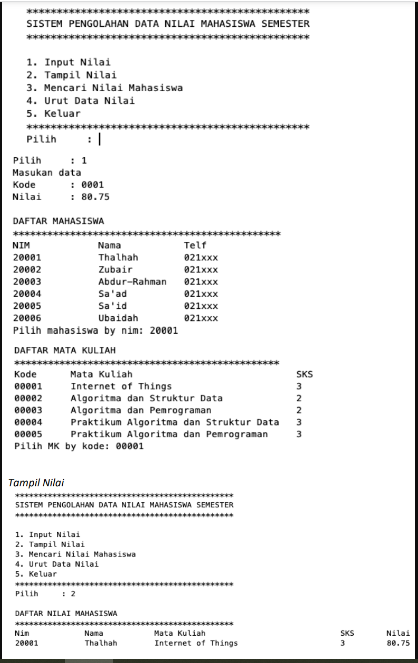 **************************************************
SISTEM PENGOLAHAN DATA NILAI MAHASISWA SEMESTER
**************************************************
1. Input Nilai
2. Tampil Nilai
3. Mencari Nilai Mahasiswa
4. Urut Data Nilai
5. Keluar
**************************************************
Pilih : |
Pilih : 1
Masukan data
Kode : 0001
Nilai : 80.75
DAFTAR MAHASISWA
**************************************************
NIM Nama Telf
20001 Thalhah 021xxx
20002 Zubair 021xxx
20003 Abdur-Rahman 021xxx
20004 Sa'ad 021xxx
20005 Sa'id 021xxx
20006 Ubaidah 021xxx
Pilih mahasiswa by nim: 20001
DAFTAR MATA KULIAH
**************************************************
Kode Mata Kuliah SKS
00001 Internet of Things 3
00002 Algoritma dan Struktur Data 2
00003 Algoritma dan Pemrograman 2
00004 Praktikum Algoritma dan Struktur Data 3
00005 Praktikum Algoritma dan Pemrograman 3
Pilih MK by kode: 00001
Tampil Nilai
**************************************************
SISTEM PENGOLAHAN DATA NILAI MAHASISWA SEMESTER
**************************************************
1. Input Nilai
2. Tampil Nilai
3. Mencari Nilai Mahasiswa
4. Urut Data Nilai
5. Keluar
**************************************************
Pilih : 2
DAFTAR NILAI MAHASISWA
**************************************************
Nim Nama Mata Kuliah SKS Nilai
20001 Thalhah Internet of Things 3 80.75